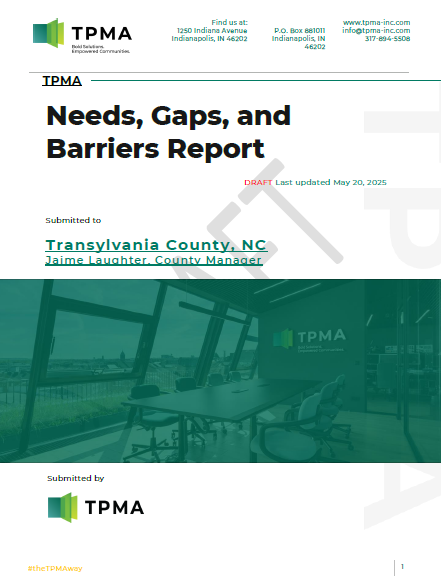 TPMA
Bold Solutions.
Empowered Communities.
Find us at:
1250 Indiana Avenue
Indianapolis, IN 46202
P.O. Box 881011
Indianapolis, IN
46202
www.tpma-inc.com
info@tpma-inc.com
317-894-5508
TPMA
Needs, Gaps, and
Barriers Report
DRAFT Last updated May 20, 2025
Submitted to
Transylvania County, NC
Jaime Laughter, County Manager
DRAFT
TPMA
TPMA
Submitted by
TPMA
#theTPMAway
1